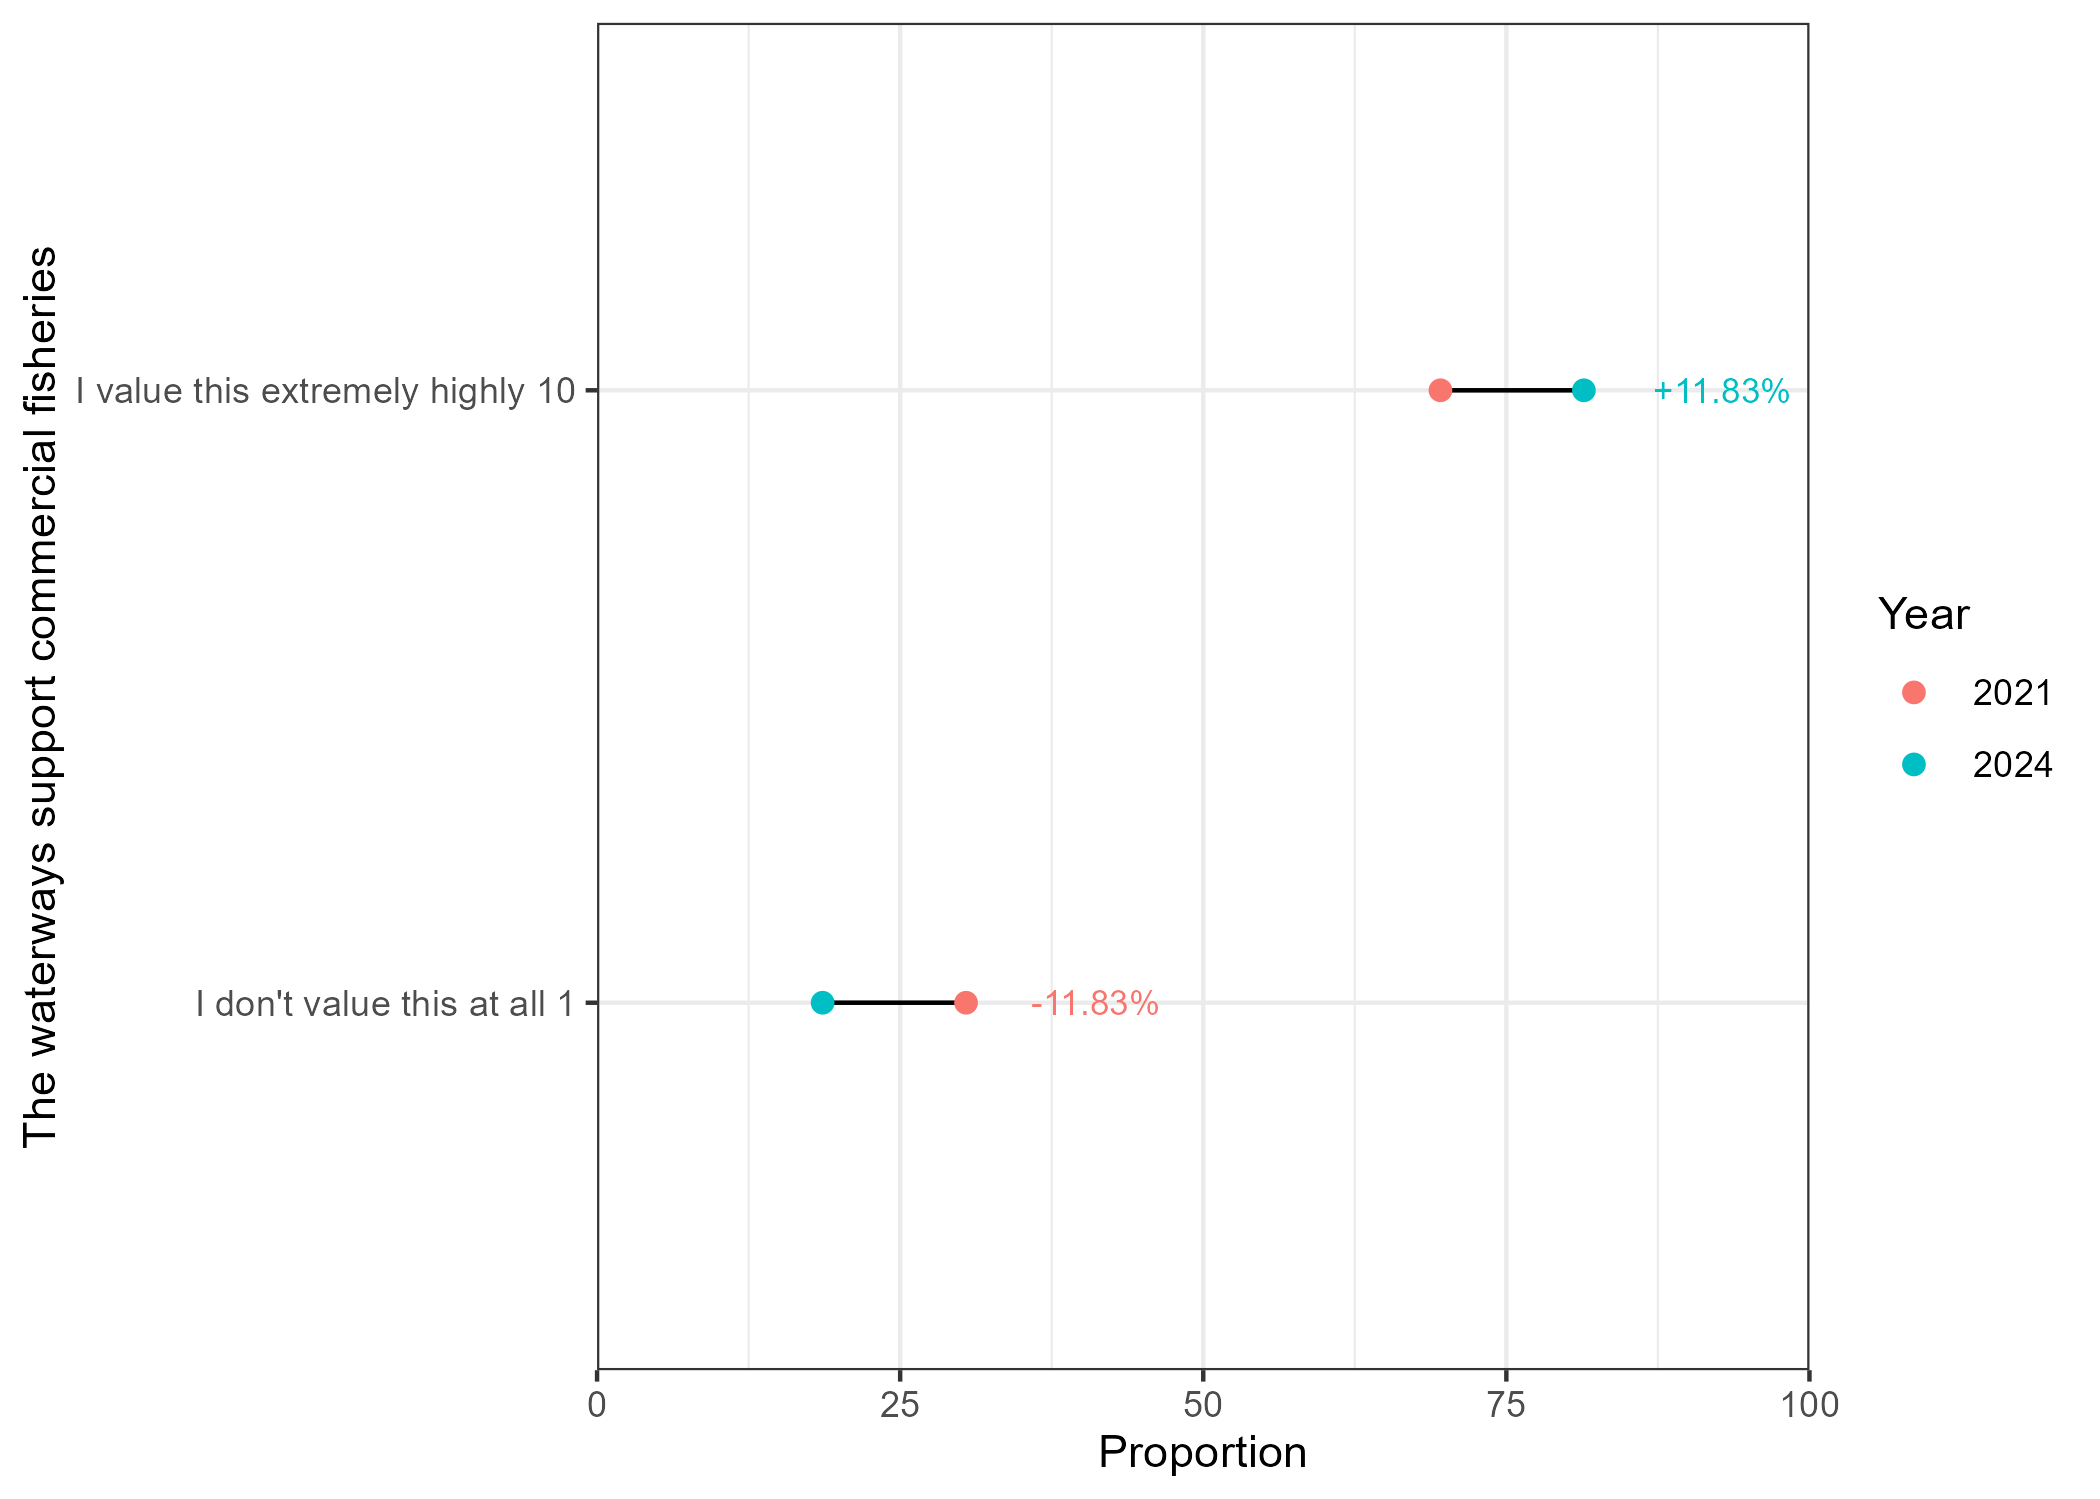 The waterways support commercial fisheries
I value this extremely highly 10
+11.83%
I don't value this at all 1
-11.83%
0 25 50 75 100
Proportion
Year
2021
2024